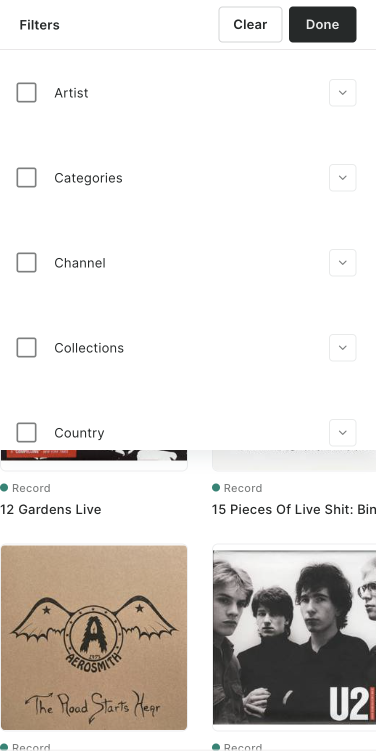 Filters
Clear
Done
Artist
Categories
Channel
Collections
Country
Record
Record
12 Gardens Live
15 Pieces Of Live Shit: Bin
A
1971
AEROSMITH
The Road Starts Hear
U2
Record
Record